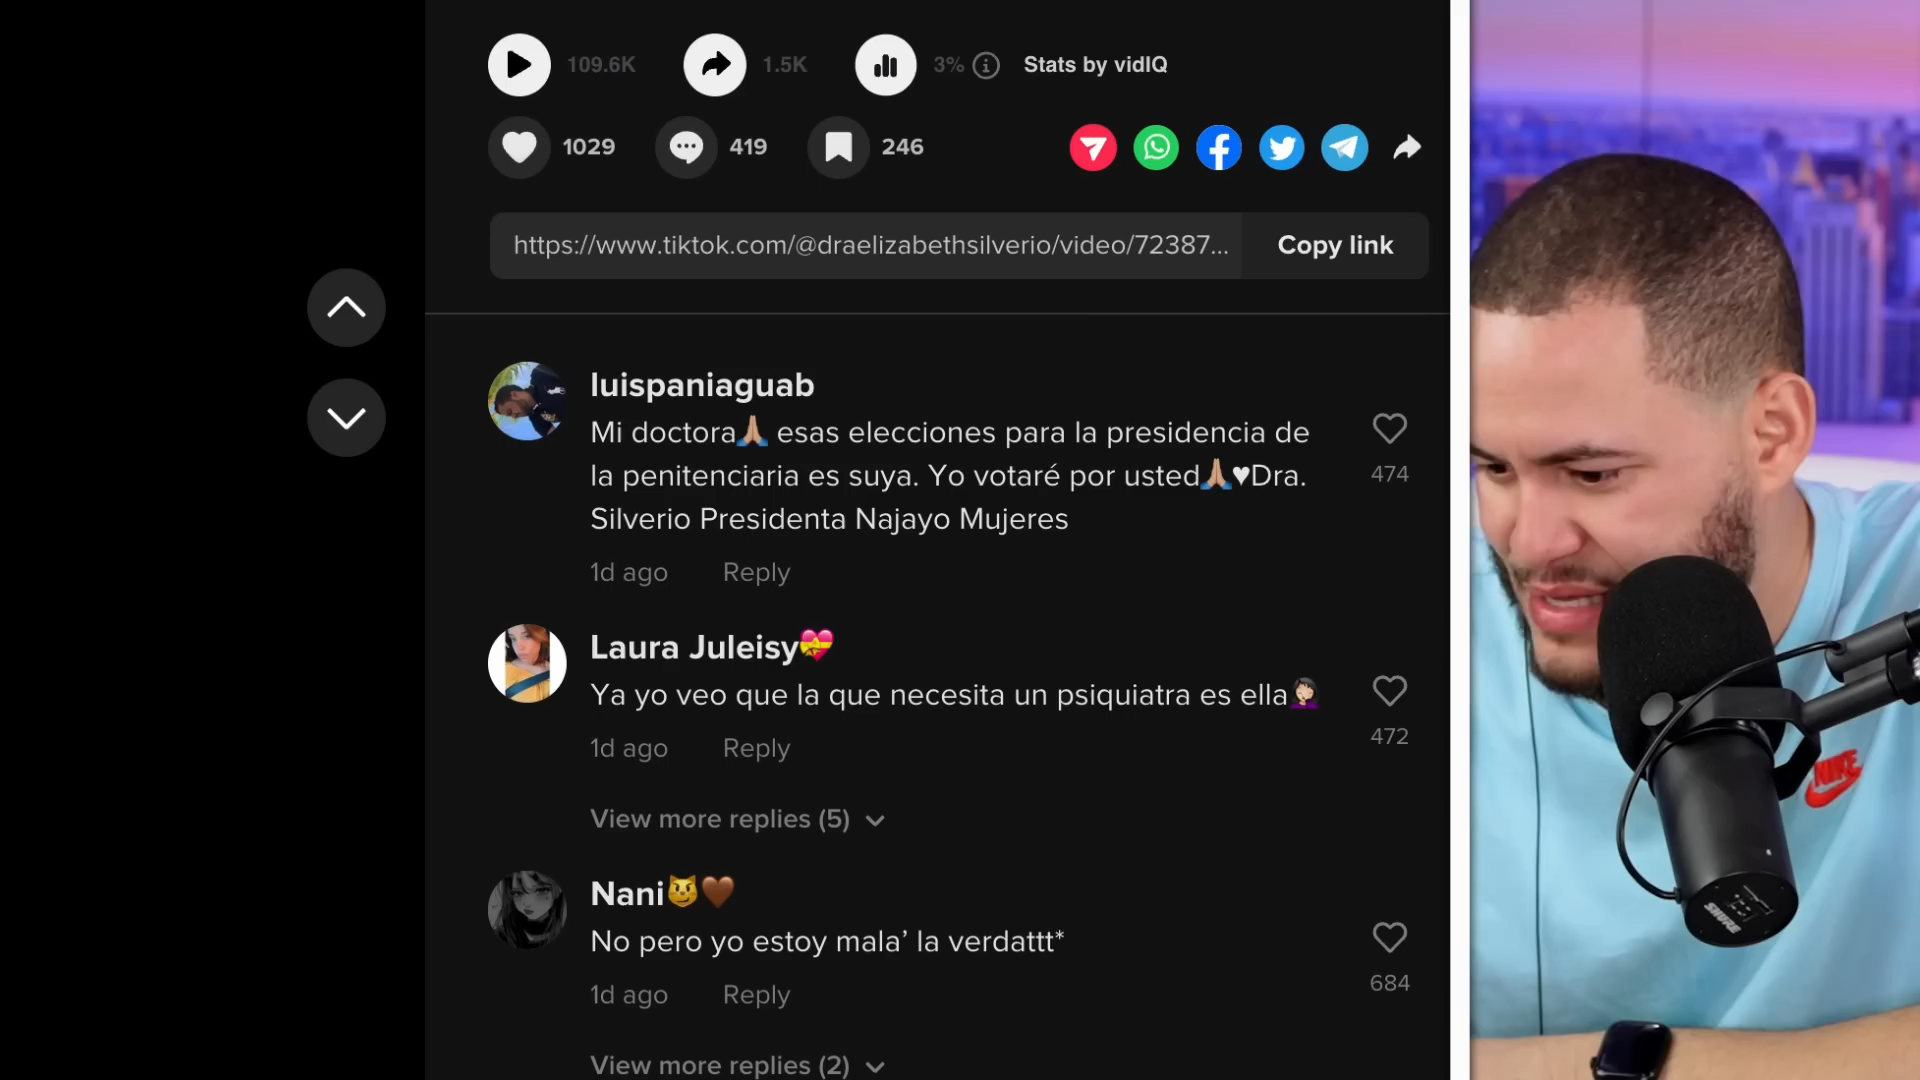 109.6K 1.5K 3% Stats by vidIQ
1029 419 246
https://www.tiktok.com/@draelizabethsilverio/video/72387... Copy link
luispaniaguab
Mi doctora🙏🏼 esas elecciones para la presidencia de
la penitenciaria es suya. Yo votaré por usted🙏🏼♥Dra.
Silverio Presidenta Najayo Mujeres
474
1d ago Reply
Laura Juleisy💝
Ya yo veo que la que necesita un psiquiatra es ella🤦🏻‍♀️
472
1d ago Reply
View more replies (5)
Nani😼🤎
No pero yo estoy mala’ la verdattt*
684
1d ago Reply
View more replies (2)
NIKE
SHURE